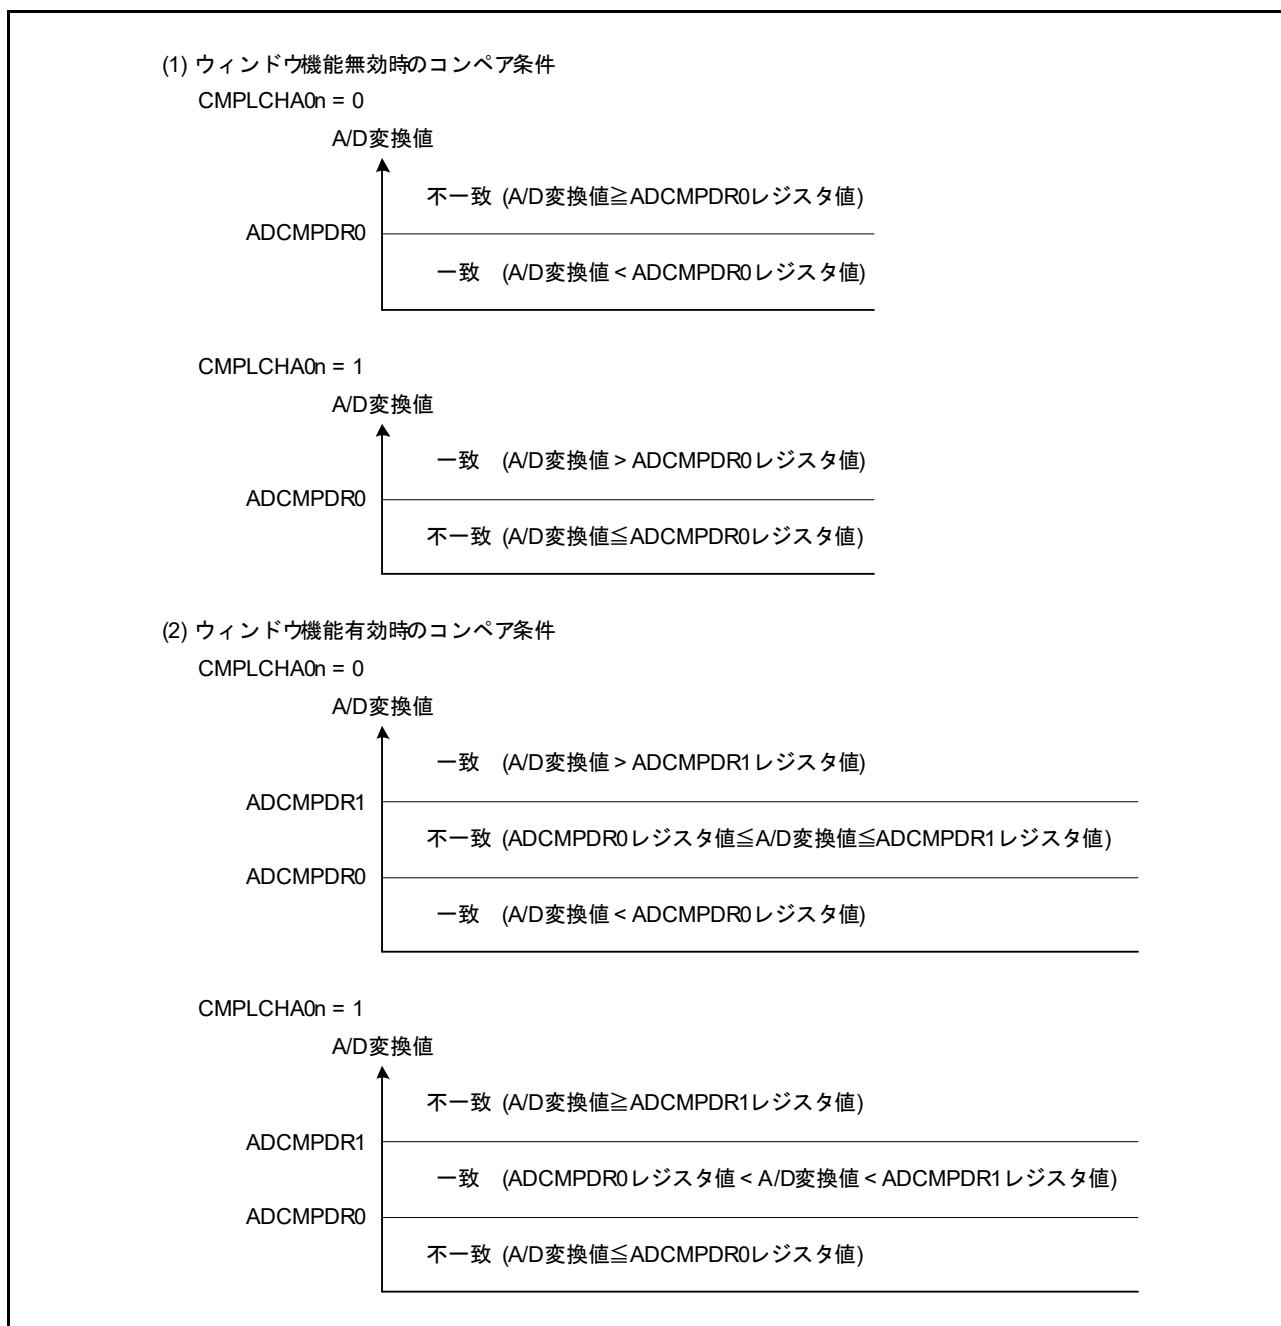 (1) ウィンドウ機能無効時のコンペア条件
CMPLCHA0n = 0
A/D変換値
不一致 (A/D変換値≧ADCMPDR0レジスタ値)
ADCMPDR0
一致 (A/D変換値 < ADCMPDR0レジスタ値)
CMPLCHA0n = 1
A/D変換値
一致 (A/D変換値 > ADCMPDR0レジスタ値)
ADCMPDR0
不一致 (A/D変換値≦ADCMPDR0レジスタ値)
(2) ウィンドウ機能有効時のコンペア条件
CMPLCHA0n = 0
A/D変換値
一致 (A/D変換値 > ADCMPDR1レジスタ値)
ADCMPDR1
不一致 (ADCMPDR0レジスタ値≦A/D変換値≦ADCMPDR1レジスタ値)
ADCMPDR0
一致 (A/D変換値 < ADCMPDR0レジスタ値)
CMPLCHA0n = 1
A/D変換値
不一致 (A/D変換値≧ADCMPDR1レジスタ値)
ADCMPDR1
一致 (ADCMPDR0レジスタ値 < A/D変換値 < ADCMPDR1レジスタ値)
ADCMPDR0
不一致 (A/D変換値≦ADCMPDR0レジスタ値)